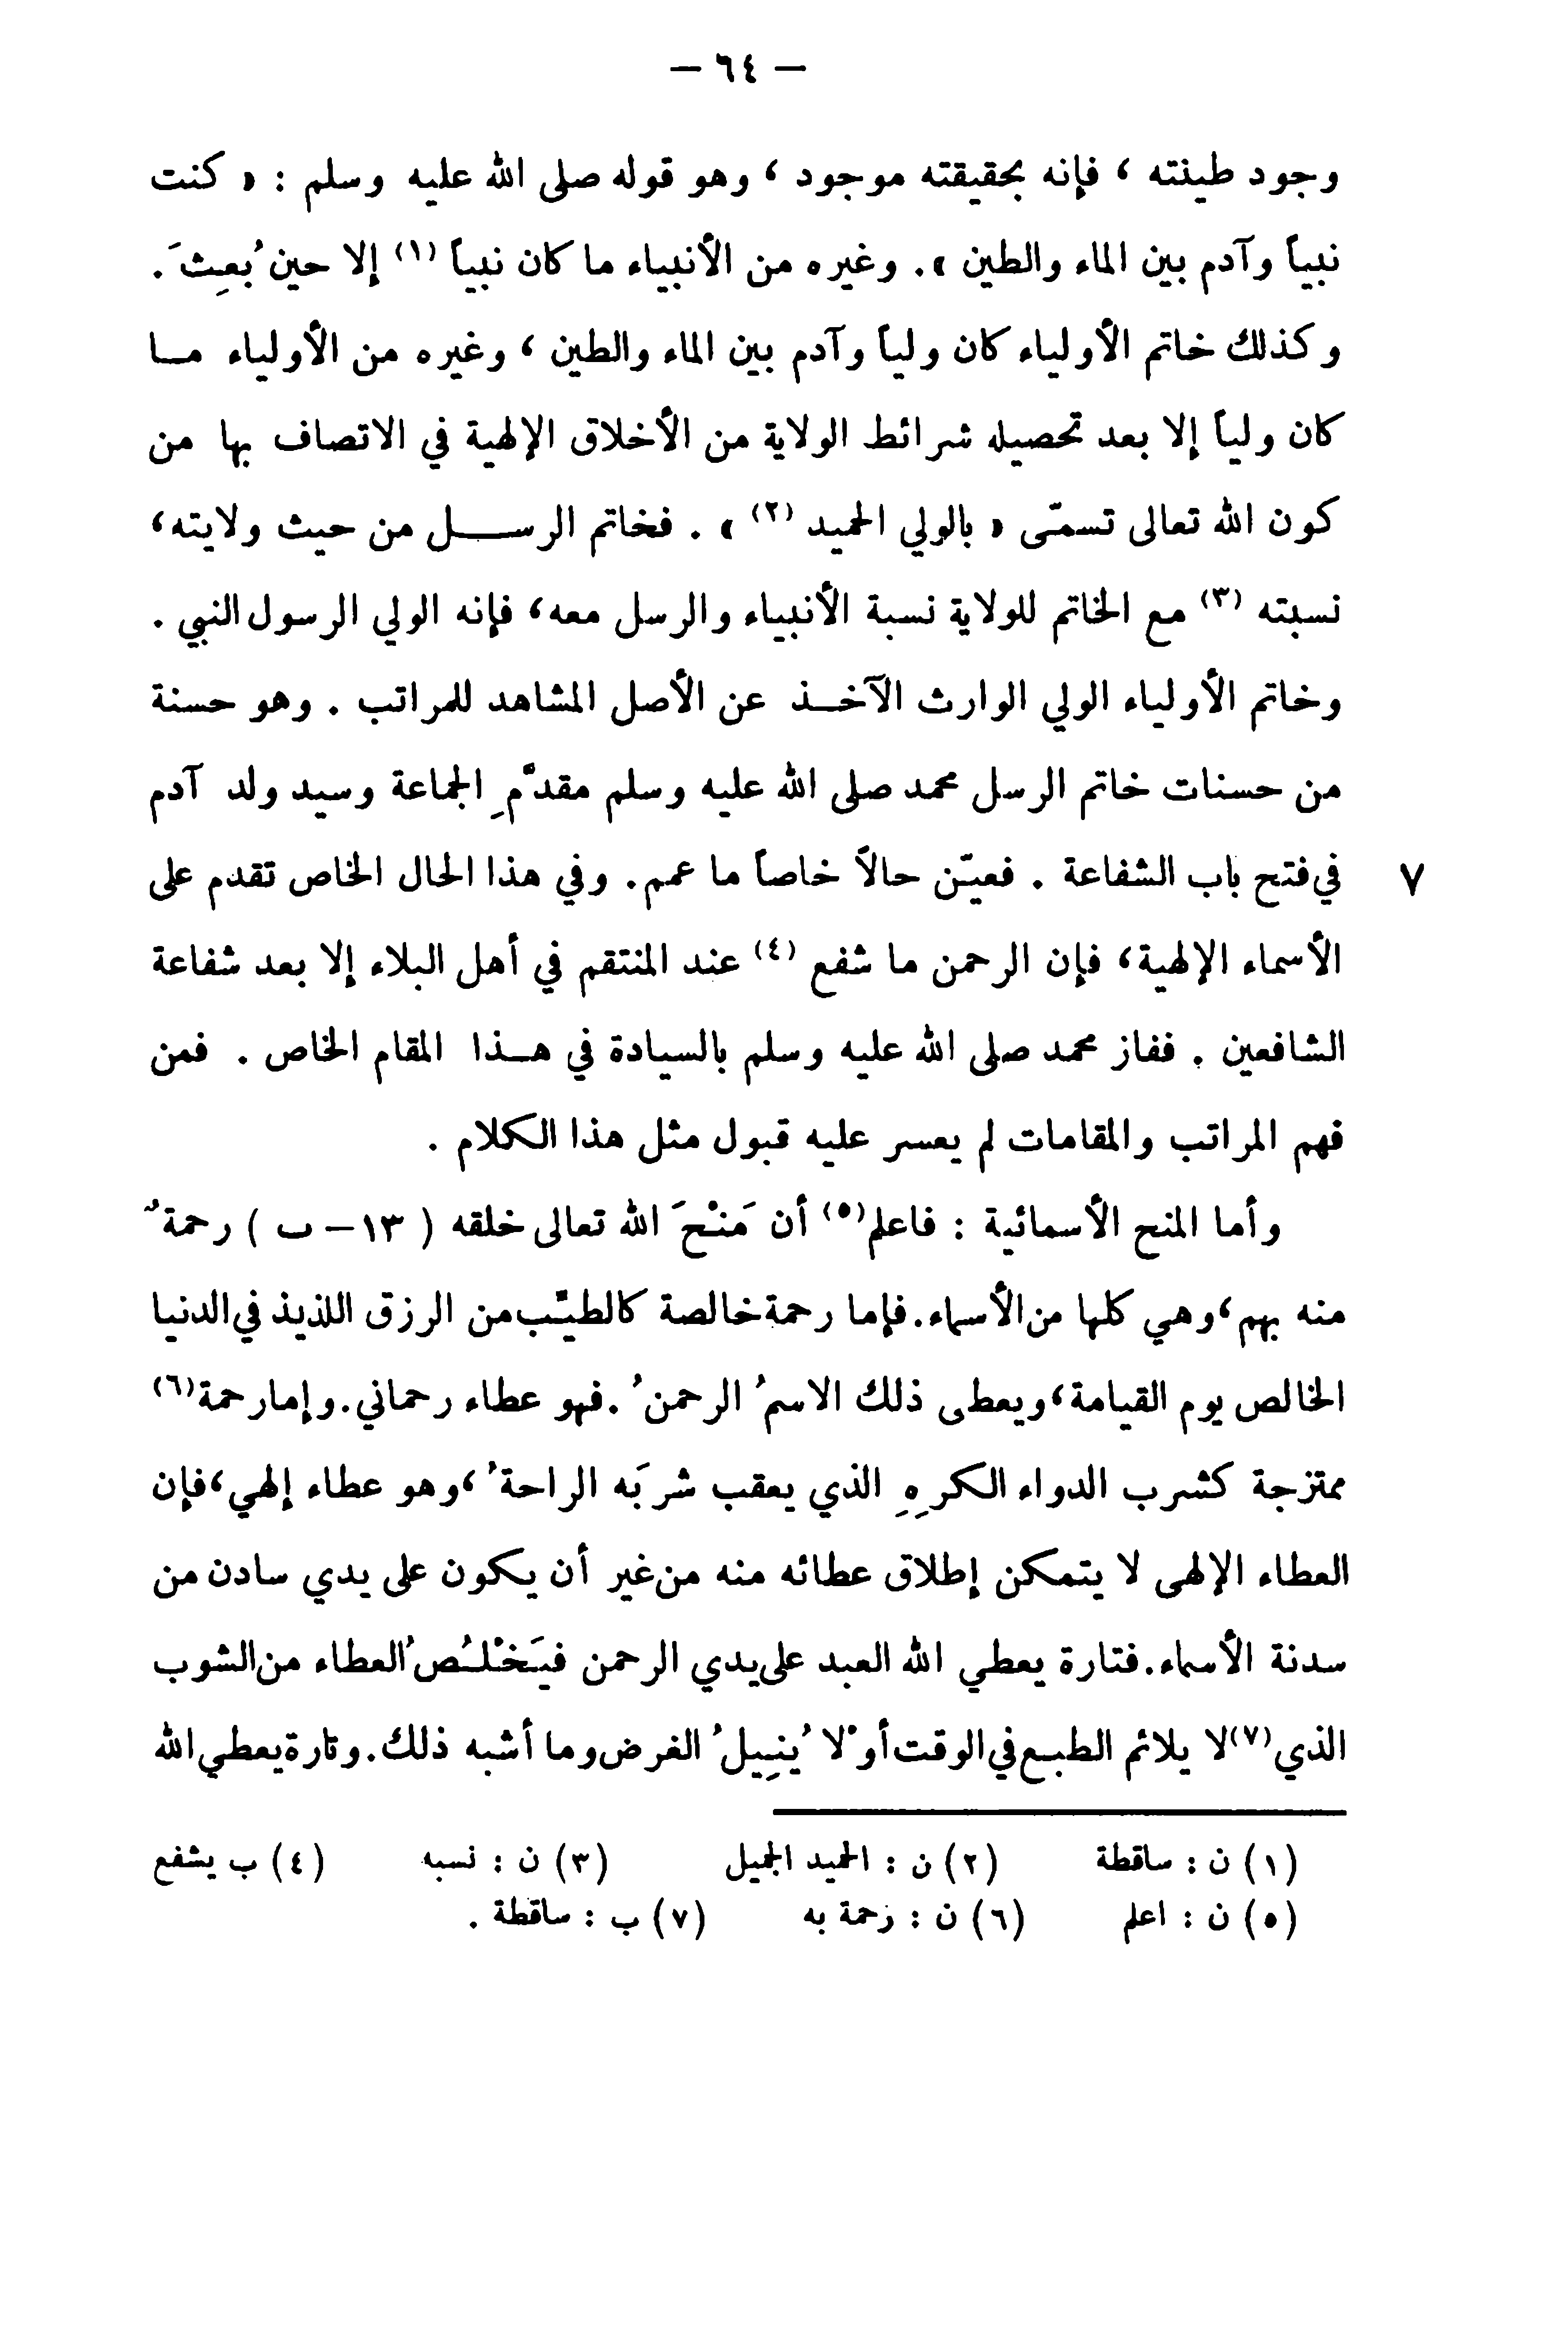 — ٦٤ —
وجود طينته ، فإنه بحقيقته موجود ، وهو قوله صلى الله عليه وسلم : « كنت
نبياً وآدم بين الماء والطين ». وغيره من الأنبياء ما كان نبياً (١) إلا حين بُعِثَ .
وكذلك خاتم الأولياء كان ولياً وآدم بين الماء والطين ، وغيره من الأولياء مــا
كان ولياً إلا بعد تحصيله شرائط الولاية من الأخلاق الإلهية في الاتصاف بها من
كون الله تعالى تسمّى « بالولي الحميد (٢) » . فخاتم الرســـل من حيث ولايته ،
نسبته (٣) مع الخاتم للولاية نسبة الأنبياء والرسل معه، فإنه الولي الرسول النبي .
وخاتم الأولياء الولي الوارث الآخــذ عن الأصل المشاهد للمراتب . وهو حسنة
من حسنات خاتم الرسل محمد صلى الله عليه وسلم مقدَّمِ الجماعة وسيد ولد آدم
٧ في فتح باب الشفاعة . فعيّن حالاً خاصاً ما عمم. وفي هذا الحال الخاص تقدم على
الأسماء الإلهية، فإن الرحمن ما شفع (٤) عند المنتقم في أهل البلاء إلا بعد شفاعة
الشافعين . ففاز محمد صلى الله عليه وسلم بالسيادة في هــذا المقام الخاص . فمن
فهم المراتب والمقامات لم يعسر عليه قبول مثل هذا الكلام .
وأما المنح الأسمائية : فاعلم(٥) أن مَنْحَ الله تعالى خلقه ( ١٣ – ب ) رحمةٌ
منه بهم، وهي كلها من الأسماء. فإما رحمة خالصة كالطيِّب من الرزق اللذيذ في الدنيا
الخالص يوم القيامة، ويعطى ذلك الاسمُ الرحمنُ. فهو عطاء رحماني. وإما رحمة(٦)
ممتزجة كشرب الدواء الكرِهِ الذي يعقب شربَه الراحةُ، وهو عطاء إلهي، فإن
العطاء الإلهى لا يتمكن إطلاق عطائه منه من غير أن يكون على يدي سادن من
سدنة الأسماء. فتارة يعطي الله العبد على يدي الرحمن فيَخْلُصُ العطاء من الشوب
الذي(٧) لا يلائم الطبع في الوقت أوْ لا يُنِيلُ الغرض وما أشبه ذلك. وتارة يعطي الله
(١) ن : ساقطة (٢) ن : الحميد الجميل (٣) ن : نسبه (٤) ب يشفع
(٥) ن : اعلم (٦) ن : رحمة به (٧) ب : ساقطة .